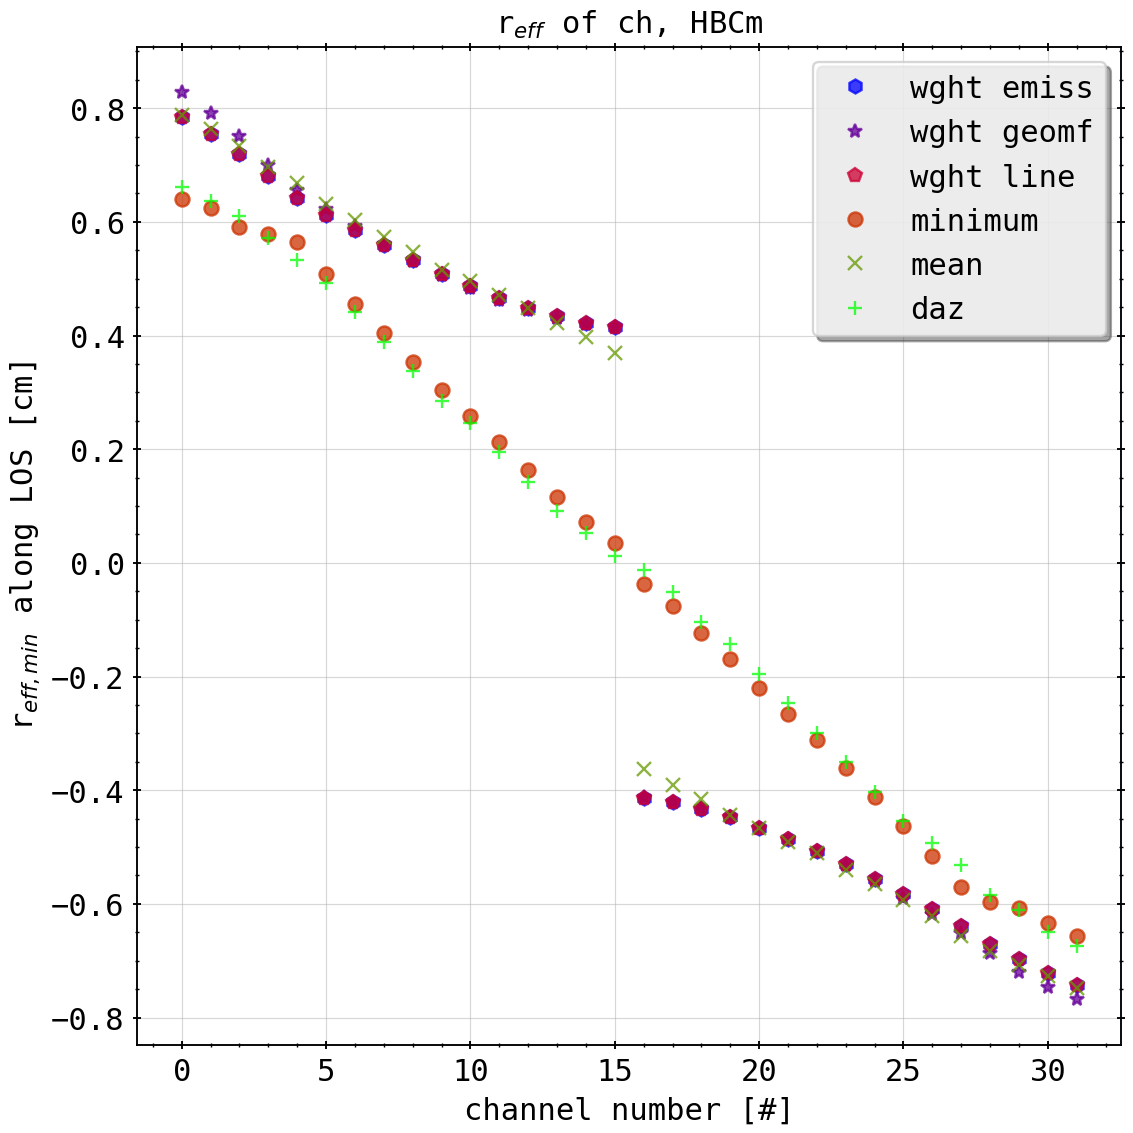 r_eff of ch, HBCm
wght emiss
wght geomf
wght line
minimum
mean
daz
r_eff,min along LOS [cm]
0.8
0.6
0.4
0.2
0.0
−0.2
−0.4
−0.6
−0.8
0 5 10 15 20 25 30
channel number [#]